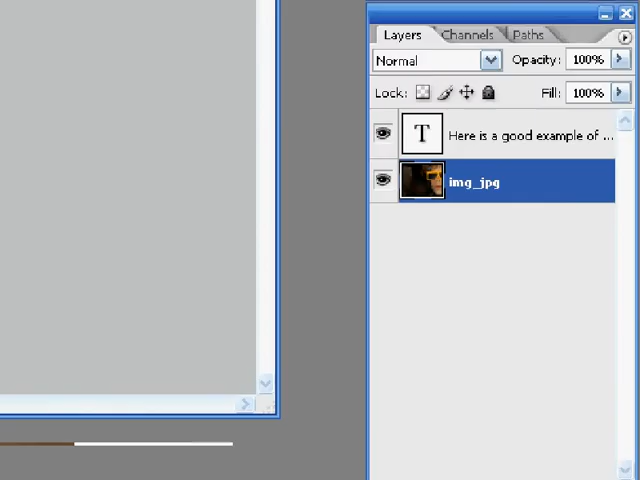 Layers Channels Paths
Normal Opacity: 100%
Lock: Fill: 100%
T Here is a good example of ...
img_jpg